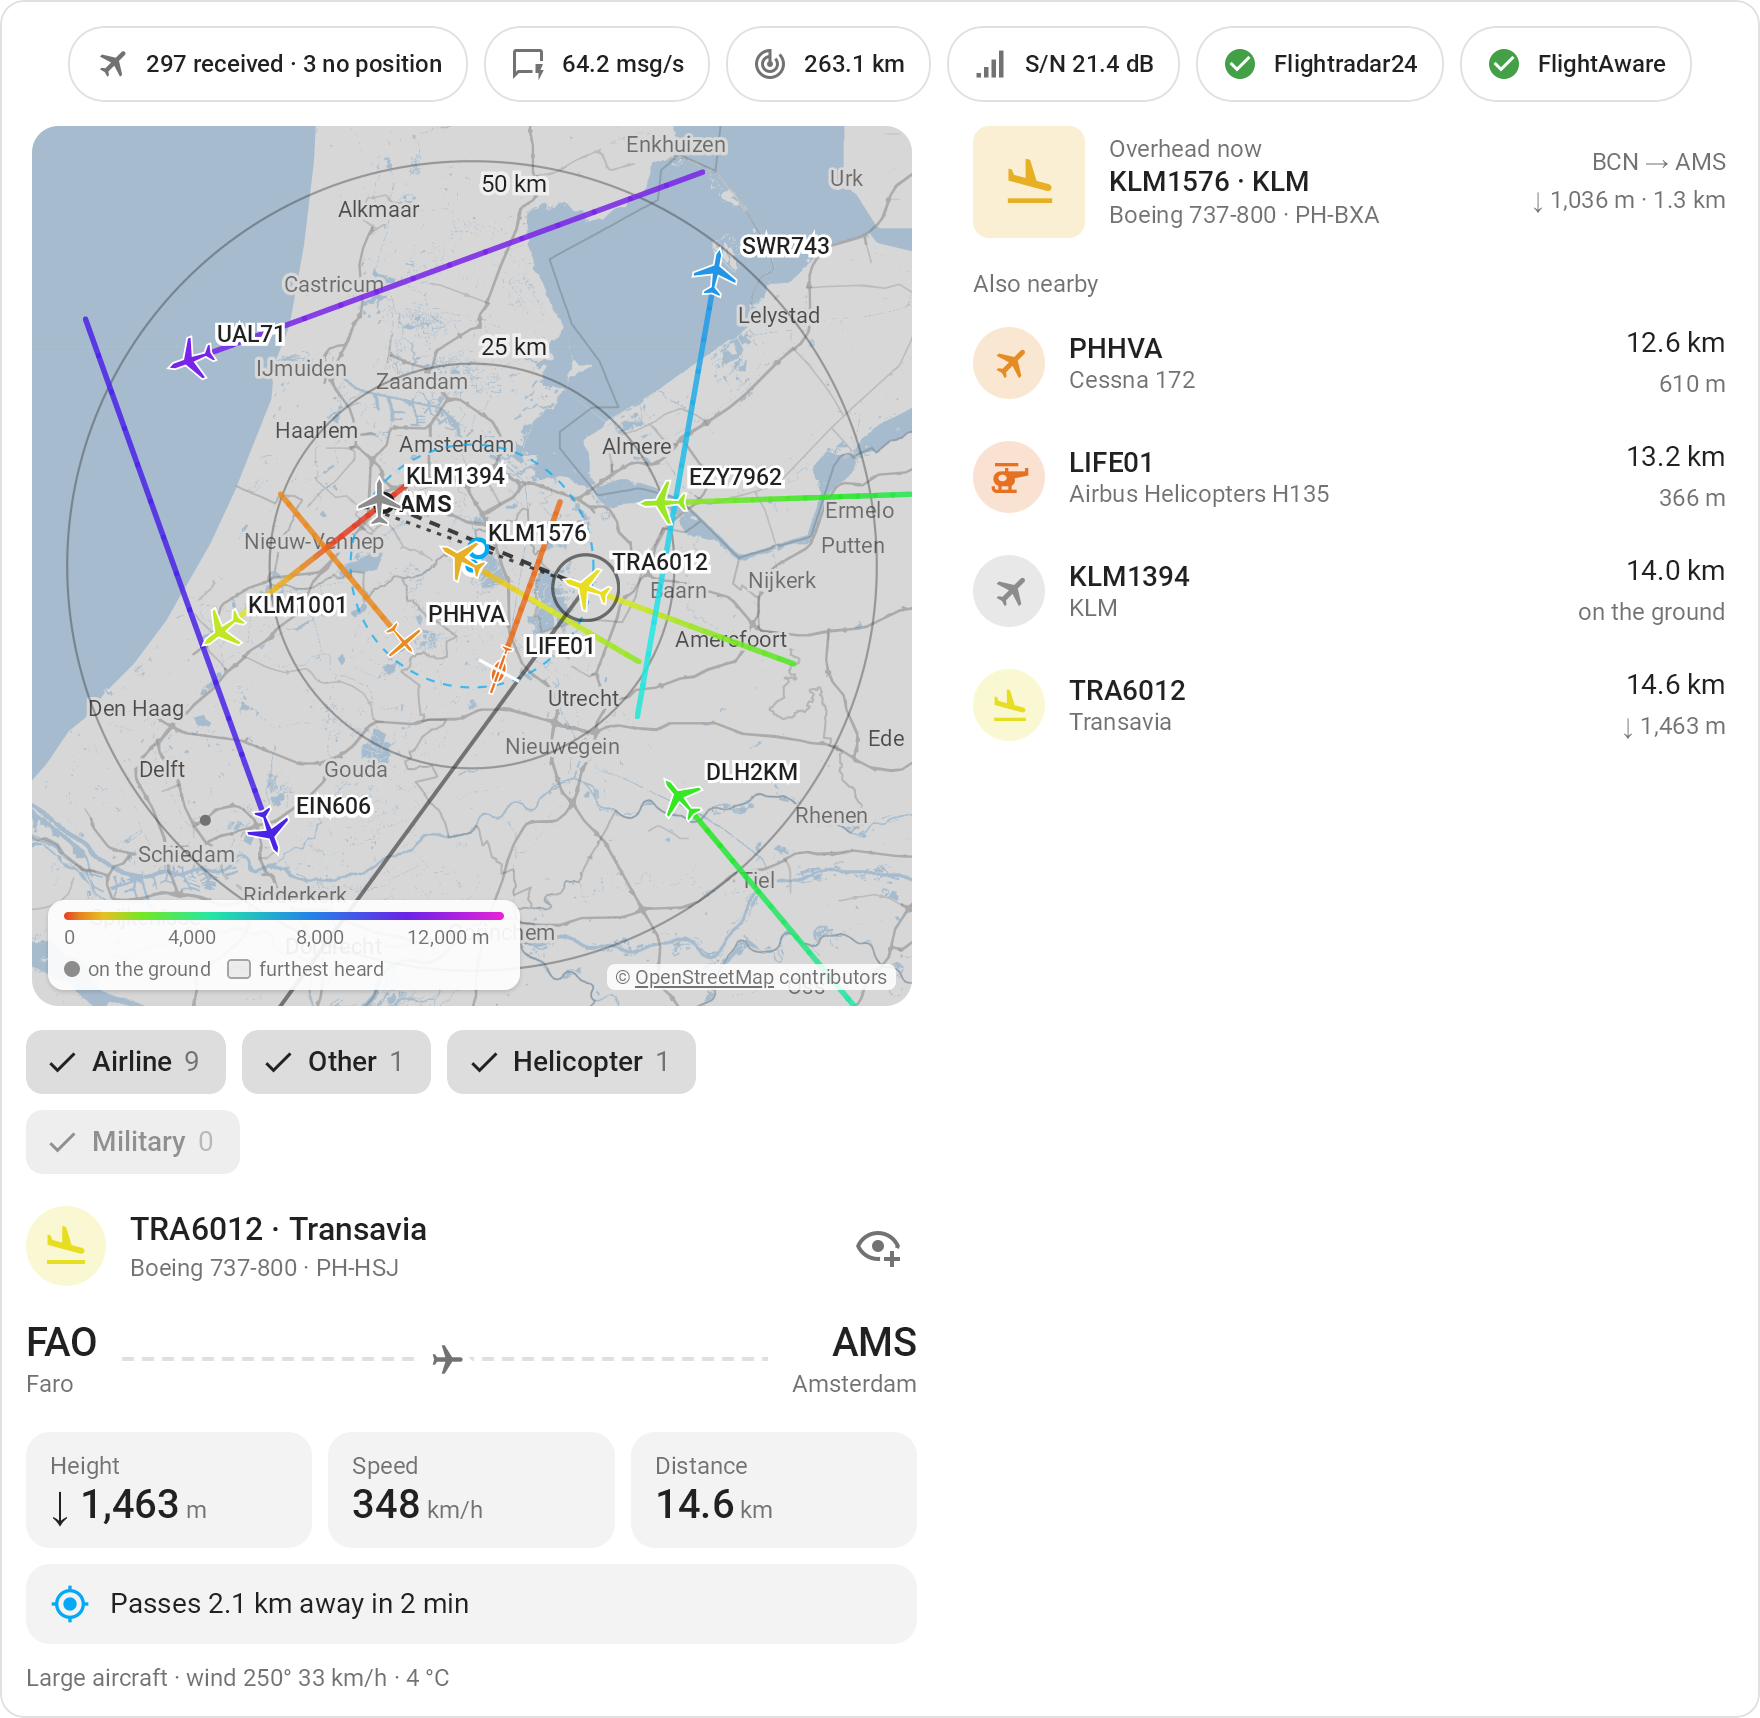 297 received · 3 no position
64.2 msg/s
263.1 km
S/N 21.4 dB
Flightradar24
FlightAware
Enkhuizen
50 km
Urk
Alkmaar
SWR743
Castricum
Lelystad
UAL71
25 km
IJmuiden
Zaandam
Haarlem
Amsterdam
Almere
KLM1394
EZY7962
AMS
Ermelo
KLM1576
Nieuw-Vennep
Putten
TRA6012
Nijkerk
Baarn
KLM1001
PHHVA
Amersfoort
LIFE01
Utrecht
Den Haag
Nieuwegein
Ede
Delft
Gouda
DLH2KM
EIN606
Rhenen
Schiedam
Tiel
Ridderkerk
0
4,000
8,000
12,000 m
on the ground
furthest heard
© OpenStreetMap contributors
Overhead now
KLM1576 · KLM
Boeing 737-800 · PH-BXA
BCN → AMS
↓ 1,036 m · 1.3 km
Also nearby
PHHVA
Cessna 172
12.6 km
610 m
LIFE01
Airbus Helicopters H135
13.2 km
366 m
KLM1394
KLM
14.0 km
on the ground
TRA6012
Transavia
14.6 km
↓ 1,463 m
Airline 9
Other 1
Helicopter 1
Military 0
TRA6012 · Transavia
Boeing 737-800 · PH-HSJ
FAO
AMS
Faro
Amsterdam
Height
↓ 1,463 m
Speed
348 km/h
Distance
14.6 km
Passes 2.1 km away in 2 min
Large aircraft · wind 250° 33 km/h · 4 °C